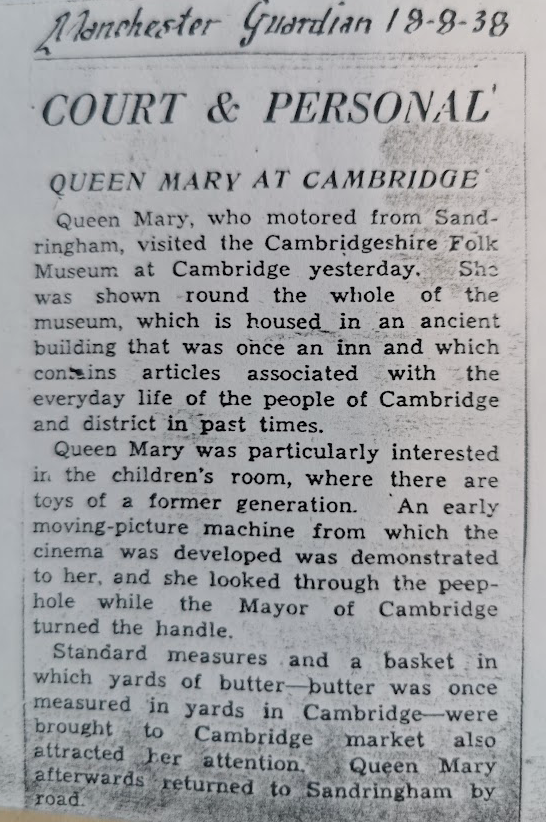 Manchester Guardian 18-8-38
COURT & PERSONAL
QUEEN MARY AT CAMBRIDGE
Queen Mary, who motored from Sand-
ringham, visited the Cambridgeshire Folk
Museum at Cambridge yesterday. She
was shown round the whole of the
museum, which is housed in an ancient
building that was once an inn and which
contains articles associated with the
everyday life of the people of Cambridge
and district in past times.
Queen Mary was particularly interested
in the children's room, where there are
toys of a former generation. An early
moving-picture machine from which the
cinema was developed was demonstrated
to her, and she looked through the peep-
hole while the Mayor of Cambridge
turned the handle.
Standard measures and a basket in
which yards of butter—butter was once
measured in yards in Cambridge—were
brought to Cambridge market also
attracted her attention. Queen Mary
afterwards returned to Sandringham by
road.